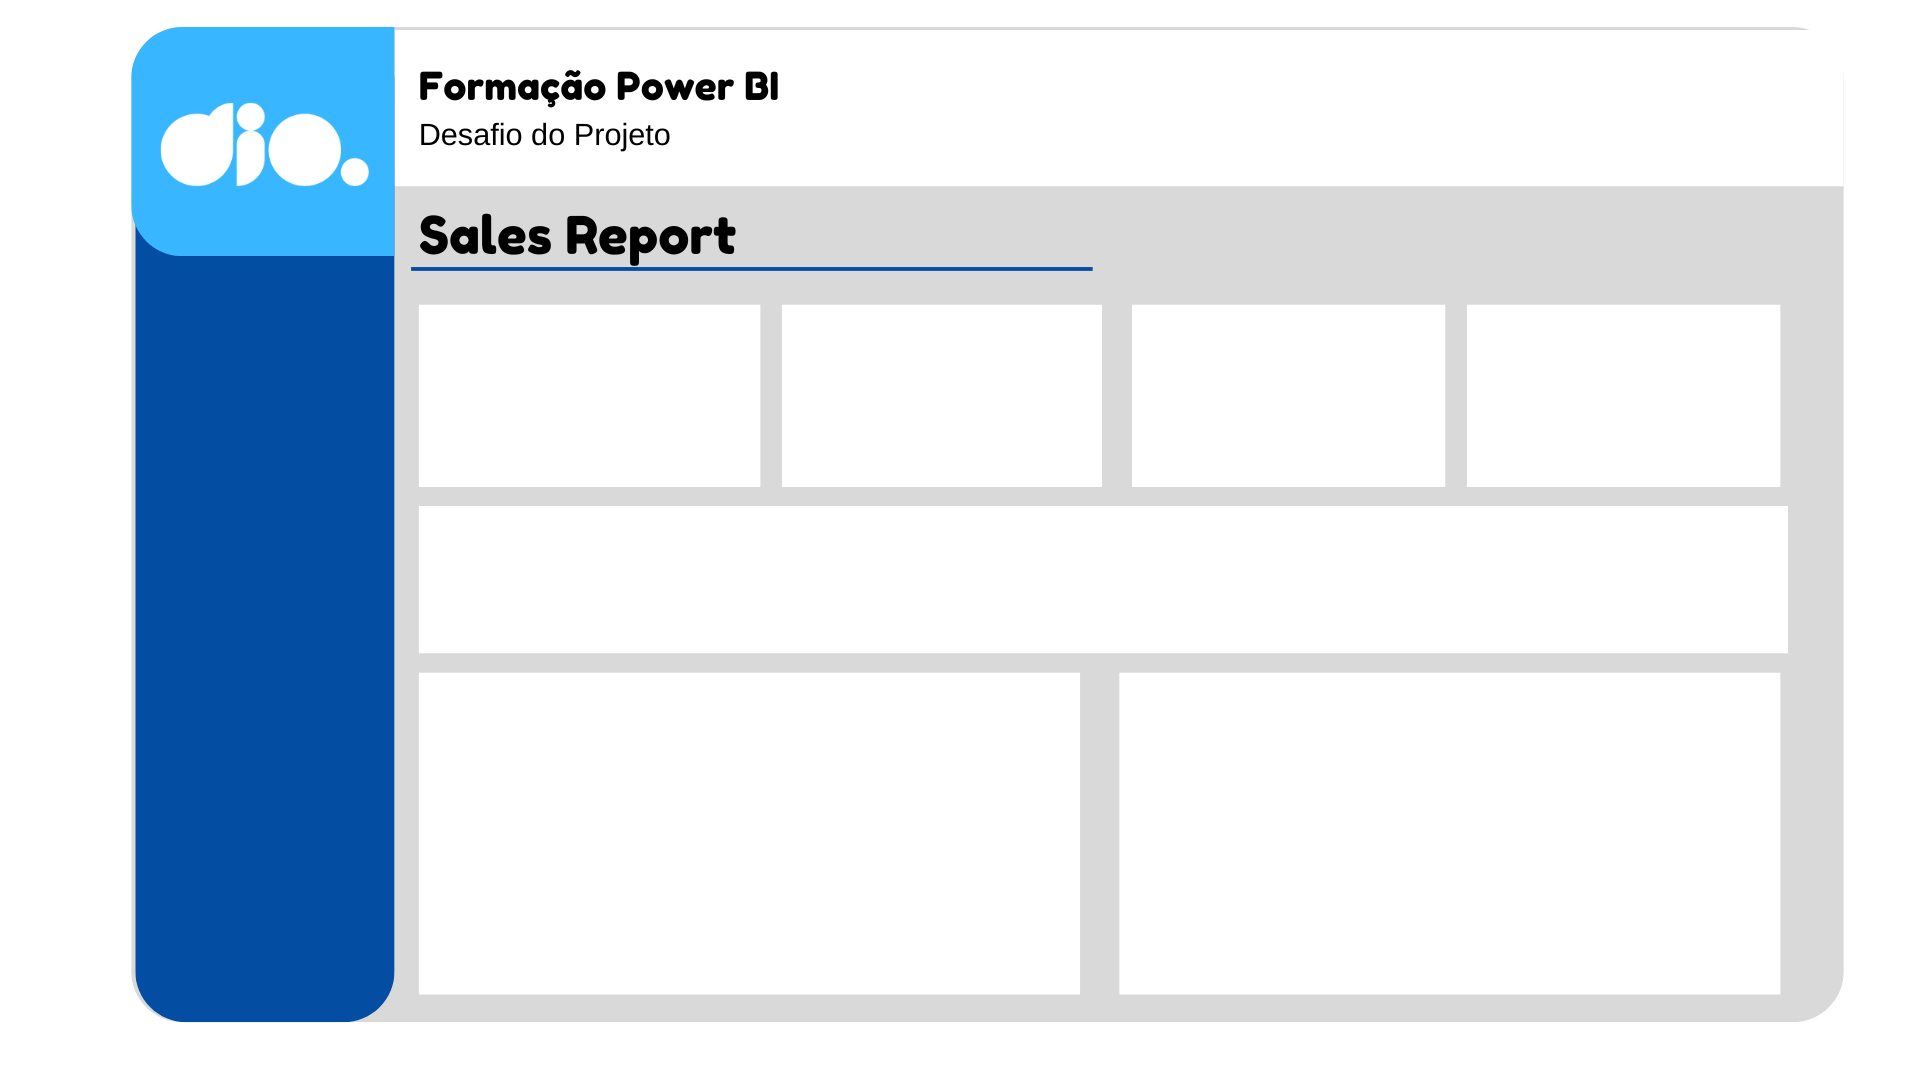 dio.
Formação Power BI
Desafio do Projeto
Sales Report